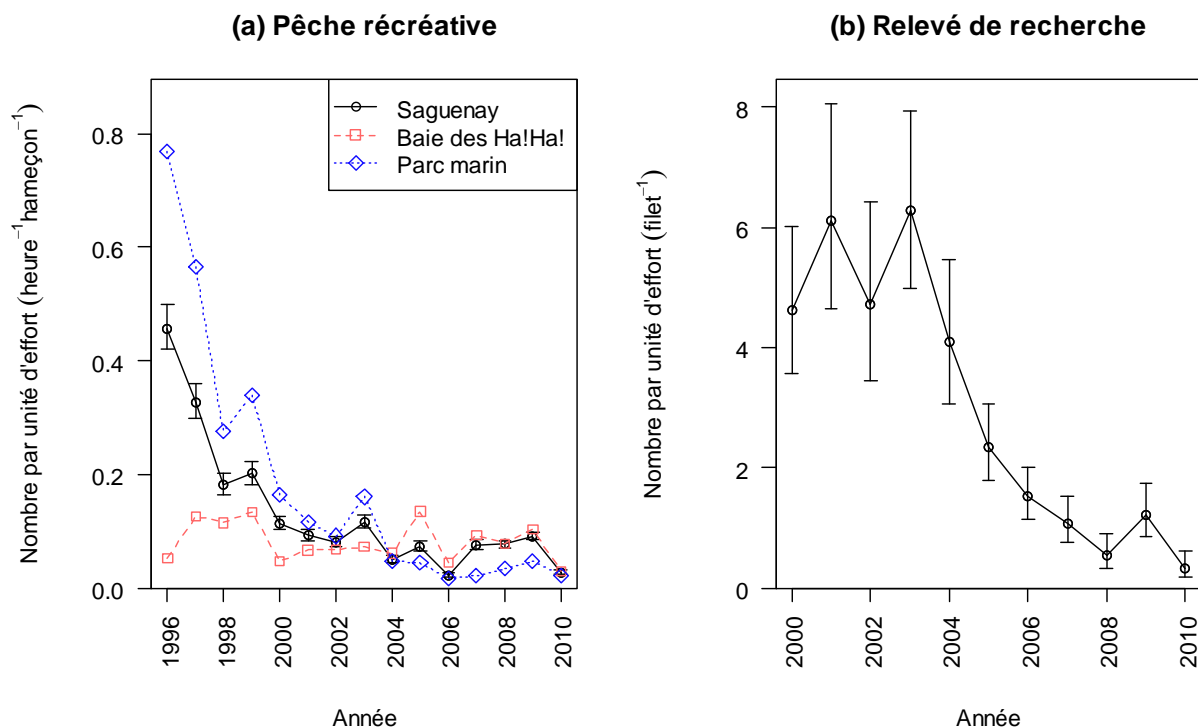 (a) Pêche récréative
Nombre par unité d'effort (heure⁻¹hameçon⁻¹)
0.8
0.6
0.4
0.2
0.0
Saguenay
Baie des Ha!Ha!
Parc marin
1996
1998
2000
2002
2004
2006
2008
2010
Année
(b) Relevé de recherche
Nombre par unité d'effort (filet⁻¹)
8
6
4
2
0
2000
2002
2004
2006
2008
2010
Année